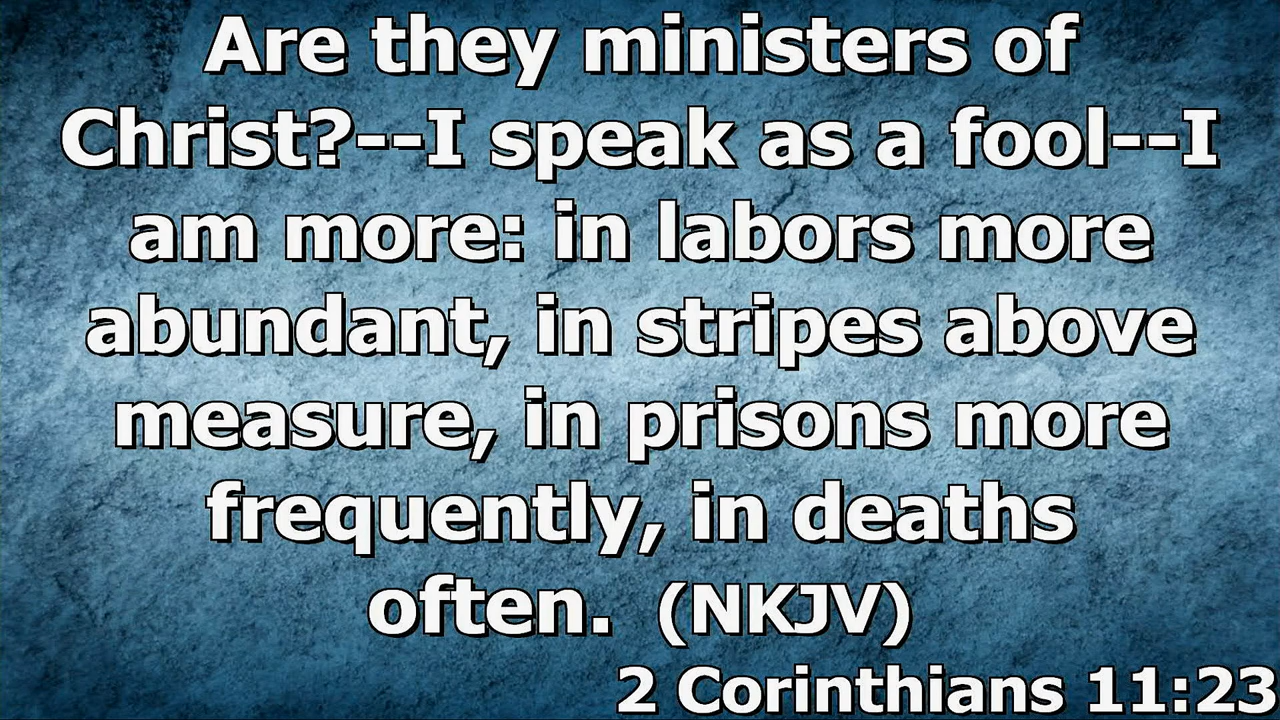 Are they ministers of
Christ?--I speak as a fool--I
am more: in labors more
abundant, in stripes above
measure, in prisons more
frequently, in deaths
often. (NKJV)
2 Corinthians 11:23